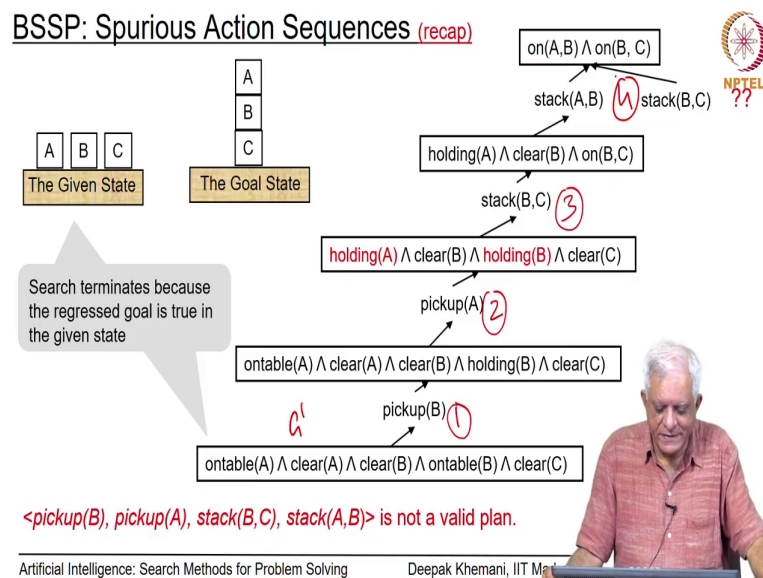 BSSP: Spurious Action Sequences (recap)
on(A,B) Λ on(B, C)
NPTEL
??
stack(A,B) 4 stack(B,C)
A
B
C
A B C
The Given State
The Goal State
holding(A) Λ clear(B) Λ on(B,C)
stack(B,C) 3
holding(A) Λ clear(B) Λ holding(B) Λ clear(C)
Search terminates because
the regressed goal is true in
the given state
pickup(A) 2
ontable(A) Λ clear(A) Λ clear(B) Λ holding(B) Λ clear(C)
pickup(B) 1
G'
ontable(A) Λ clear(A) Λ clear(B) Λ ontable(B) Λ clear(C)
<pickup(B), pickup(A), stack(B,C), stack(A,B)> is not a valid plan.
Artificial Intelligence: Search Methods for Problem Solving
Deepak Khemani, IIT Mad